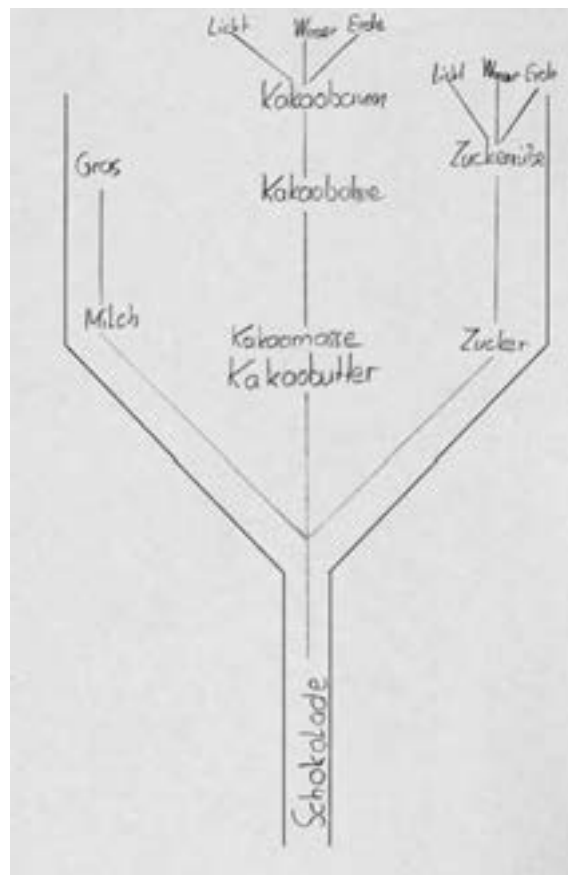 Licht Wasser Erde
Kakaobaum
Licht Wasser Erde
Zuckerrübe
Gras
Kakaobohne
Milch
Kakaomasse
Kakaobutter
Zucker
Schokolade